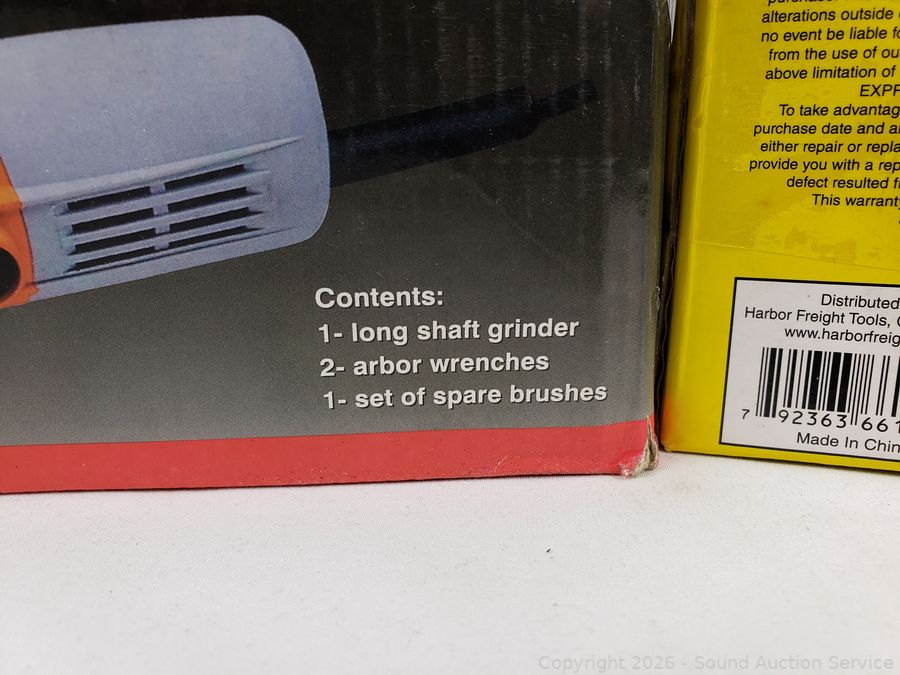 Contents:
1- long shaft grinder
2- arbor wrenches
1- set of spare brushes
alterations outside
no event be liable
from the use of
above limitation of
To take advantag
purchase date and
either repair or repla
provide you with a rep
defect resulted
This warranty
Distributed
Harbor Freight Tools,
www.harborfreig
7 92363 661
Made In Chin
Copyright 2026 - Sound Auction Service